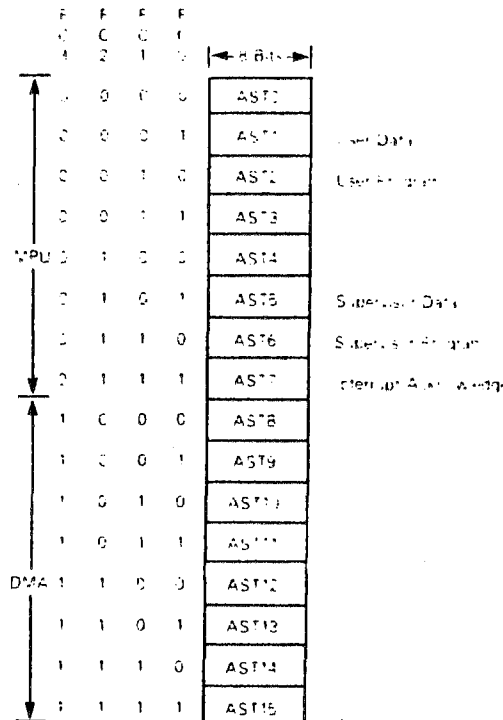 F F F F
C C C C
3 2 1 0 8 Bits
0 0 0 0 AST0
0 0 0 1 AST1 User Data
0 0 1 0 AST2 User Program
0 0 1 1 AST3
MPU 0 1 0 0 AST4
0 1 0 1 AST5 Supervisor Data
0 1 1 0 AST6 Supervisor Program
0 1 1 1 AST7 Interrupt Acknowledge
1 0 0 0 AST8
1 0 0 1 AST9
1 0 1 0 AST10
1 0 1 1 AST11
DMA 1 1 0 0 AST12
1 1 0 1 AST13
1 1 1 0 AST14
1 1 1 1 AST15